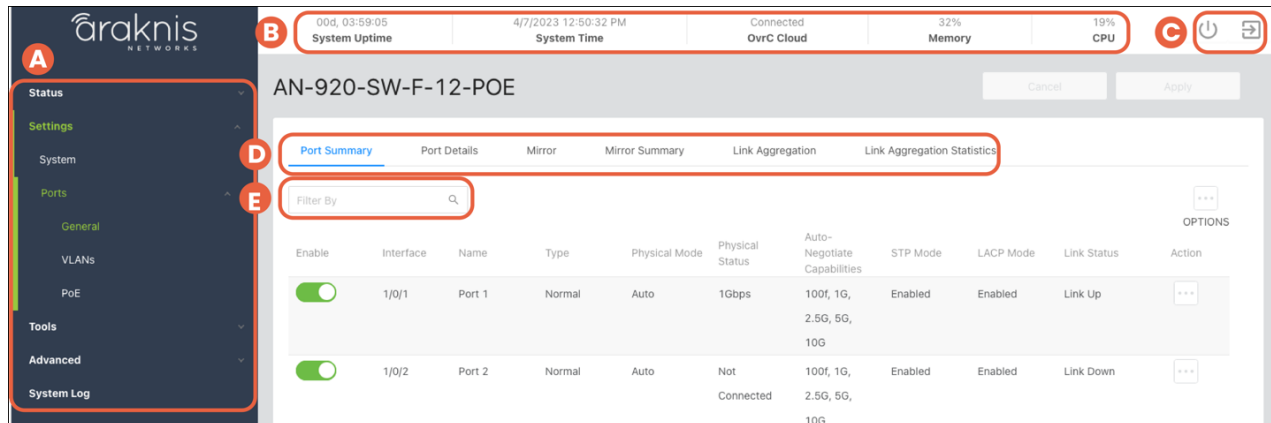 araknis
NETWORKS
A
Status
Settings
System
Ports
General
VLANs
PoE
Tools
Advanced
System Log
B
00d, 03:59:05
System Uptime
4/7/2023 12:50:32 PM
System Time
Connected
OvrC Cloud
32%
Memory
19%
CPU
C
AN-920-SW-F-12-POE
Cancel
Apply
D
Port Summary
Port Details
Mirror
Mirror Summary
Link Aggregation
Link Aggregation Statistics
E
Filter By
OPTIONS
Enable
Interface
Name
Type
Physical Mode
Physical
Status
Auto-
Negotiate
Capabilities
STP Mode
LACP Mode
Link Status
Action
1/0/1
Port 1
Normal
Auto
1Gbps
100f, 1G,
2.5G, 5G,
10G
Enabled
Enabled
Link Up
1/0/2
Port 2
Normal
Auto
Not
Connected
100f, 1G,
2.5G, 5G,
10G
Enabled
Enabled
Link Down